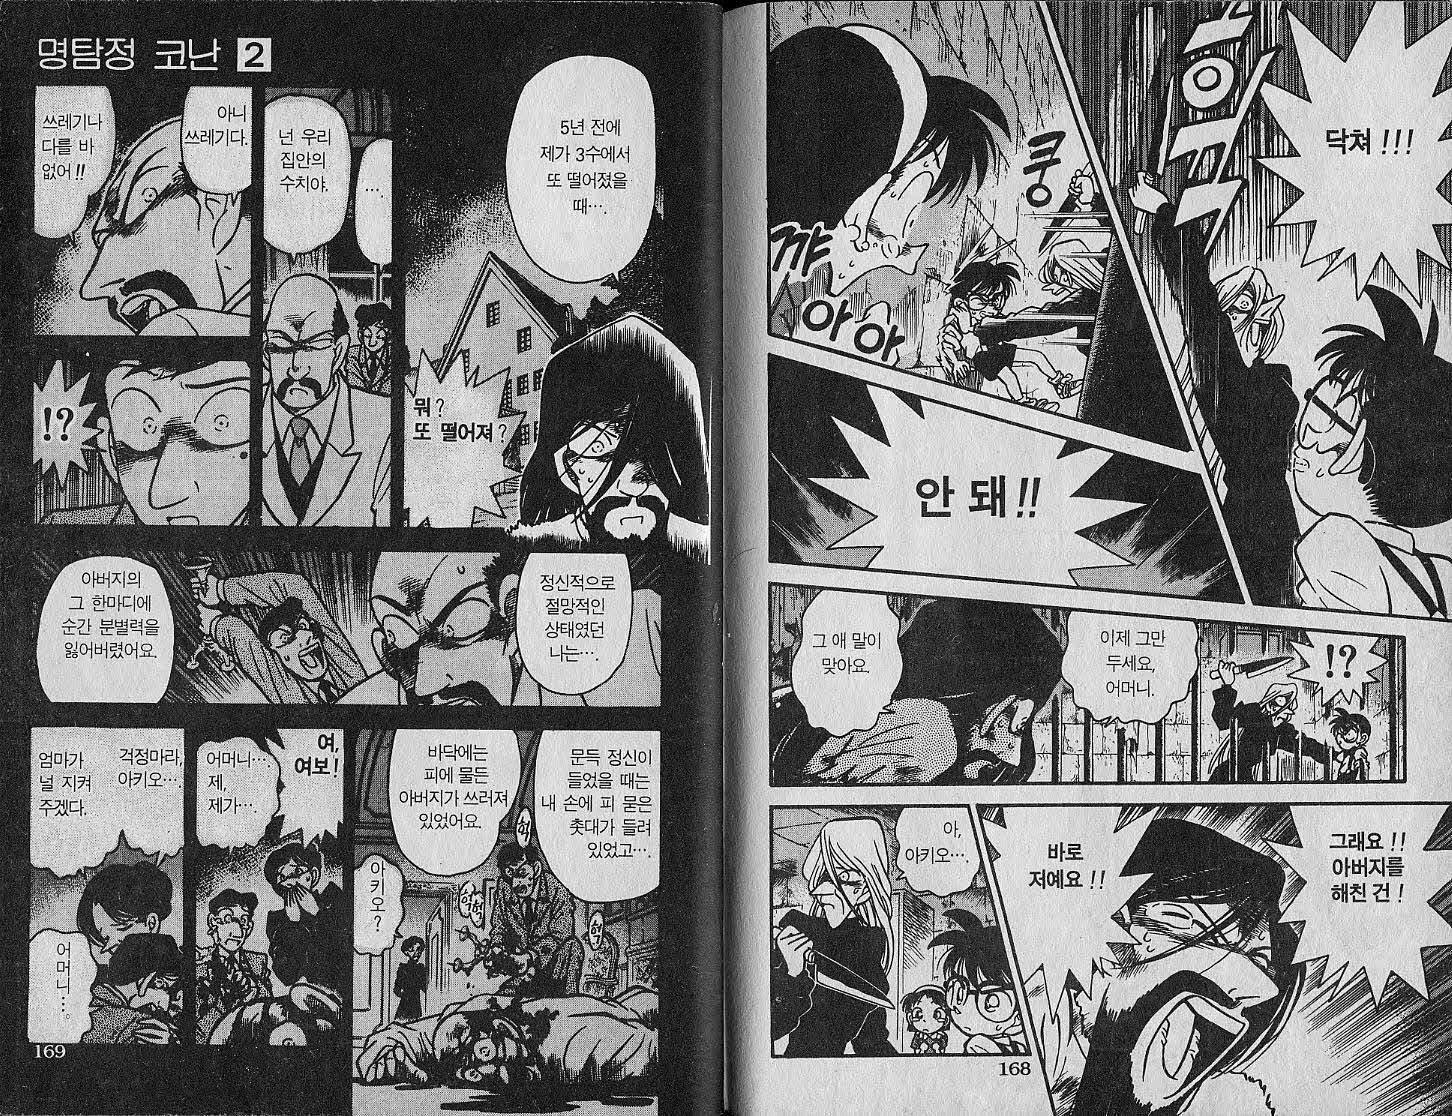 닥쳐!!!
쿵
꺄
아아
안 돼!!
!?
이제 그만
두세요,
어머니.
그 애 말이
맞아요.
그래요!!
아버지를
해친 건!
바로
저예요!!
아,
아키오….
168
명탐정 코난 2
5년 전에
제가 3수에서
또 떨어졌을
때….
뭐?
또 떨어져?
…
넌 우리
집안의
수치야.
아니
쓰레기다.
쓰레기나
다를 바
없어!!
!?
정신적으로
절망적인
상태였던
나는….
아버지의
그 한마디에
순간 분별력을
잃어버렸어요.
문득 정신이
들었을 때는
내 손에 피 묻은
촛대가 들려
있었고….
바닥에는
피에 물든
아버지가 쓰러져
있었어요.
헉
헉헉
헉
아키오?
여,
여보!
어머니…
제,
제가…
걱정마라,
아키오…
엄마가
널 지켜
주겠다.
어머니…。
169